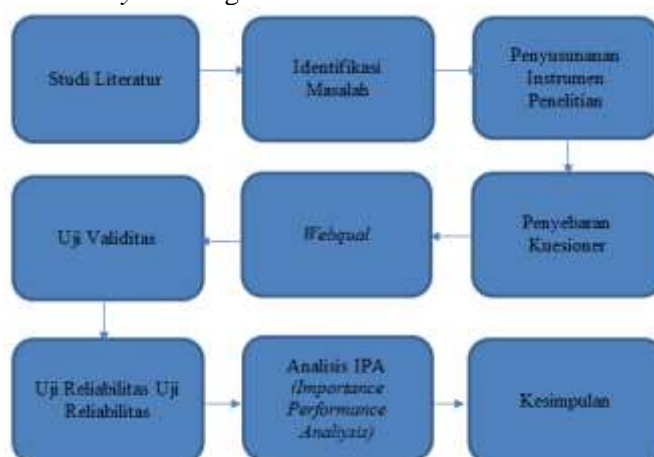 Studi Literatur
Identifikasi
Masalah
Penyusunanan
Instrumen
Penelitian
Uji Validitas
Webqual
Penyebaran
Kuesioner
Uji Reliabilitas Uji
Reliabilitas
Analisis IPA
(Importance
Performance
Analysis)
Kesimpulan